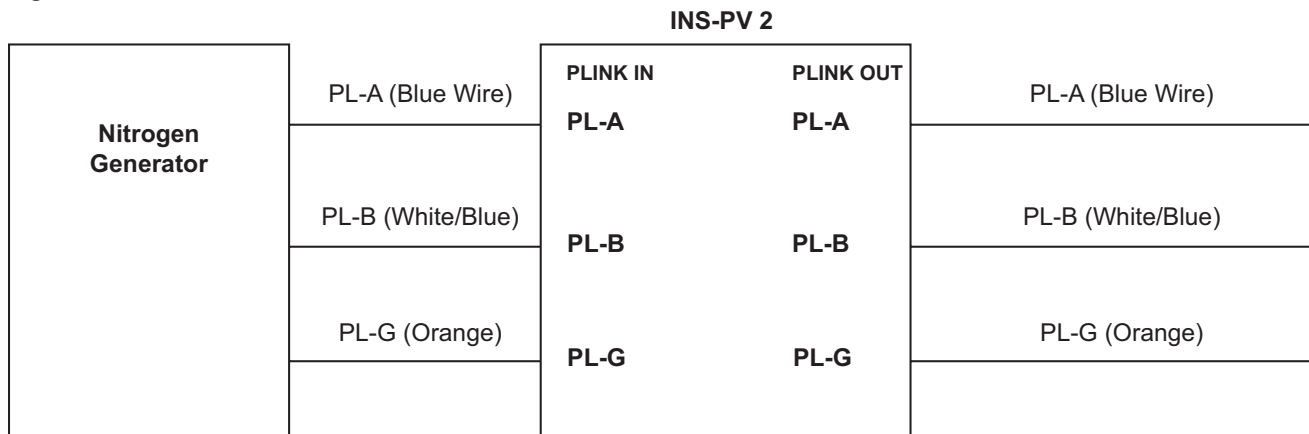 INS-PV 2
PLINK IN PLINK OUT
PL-A (Blue Wire) PL-A PL-A PL-A (Blue Wire)
Nitrogen
Generator
PL-B (White/Blue) PL-B PL-B PL-B (White/Blue)
PL-G (Orange) PL-G PL-G PL-G (Orange)